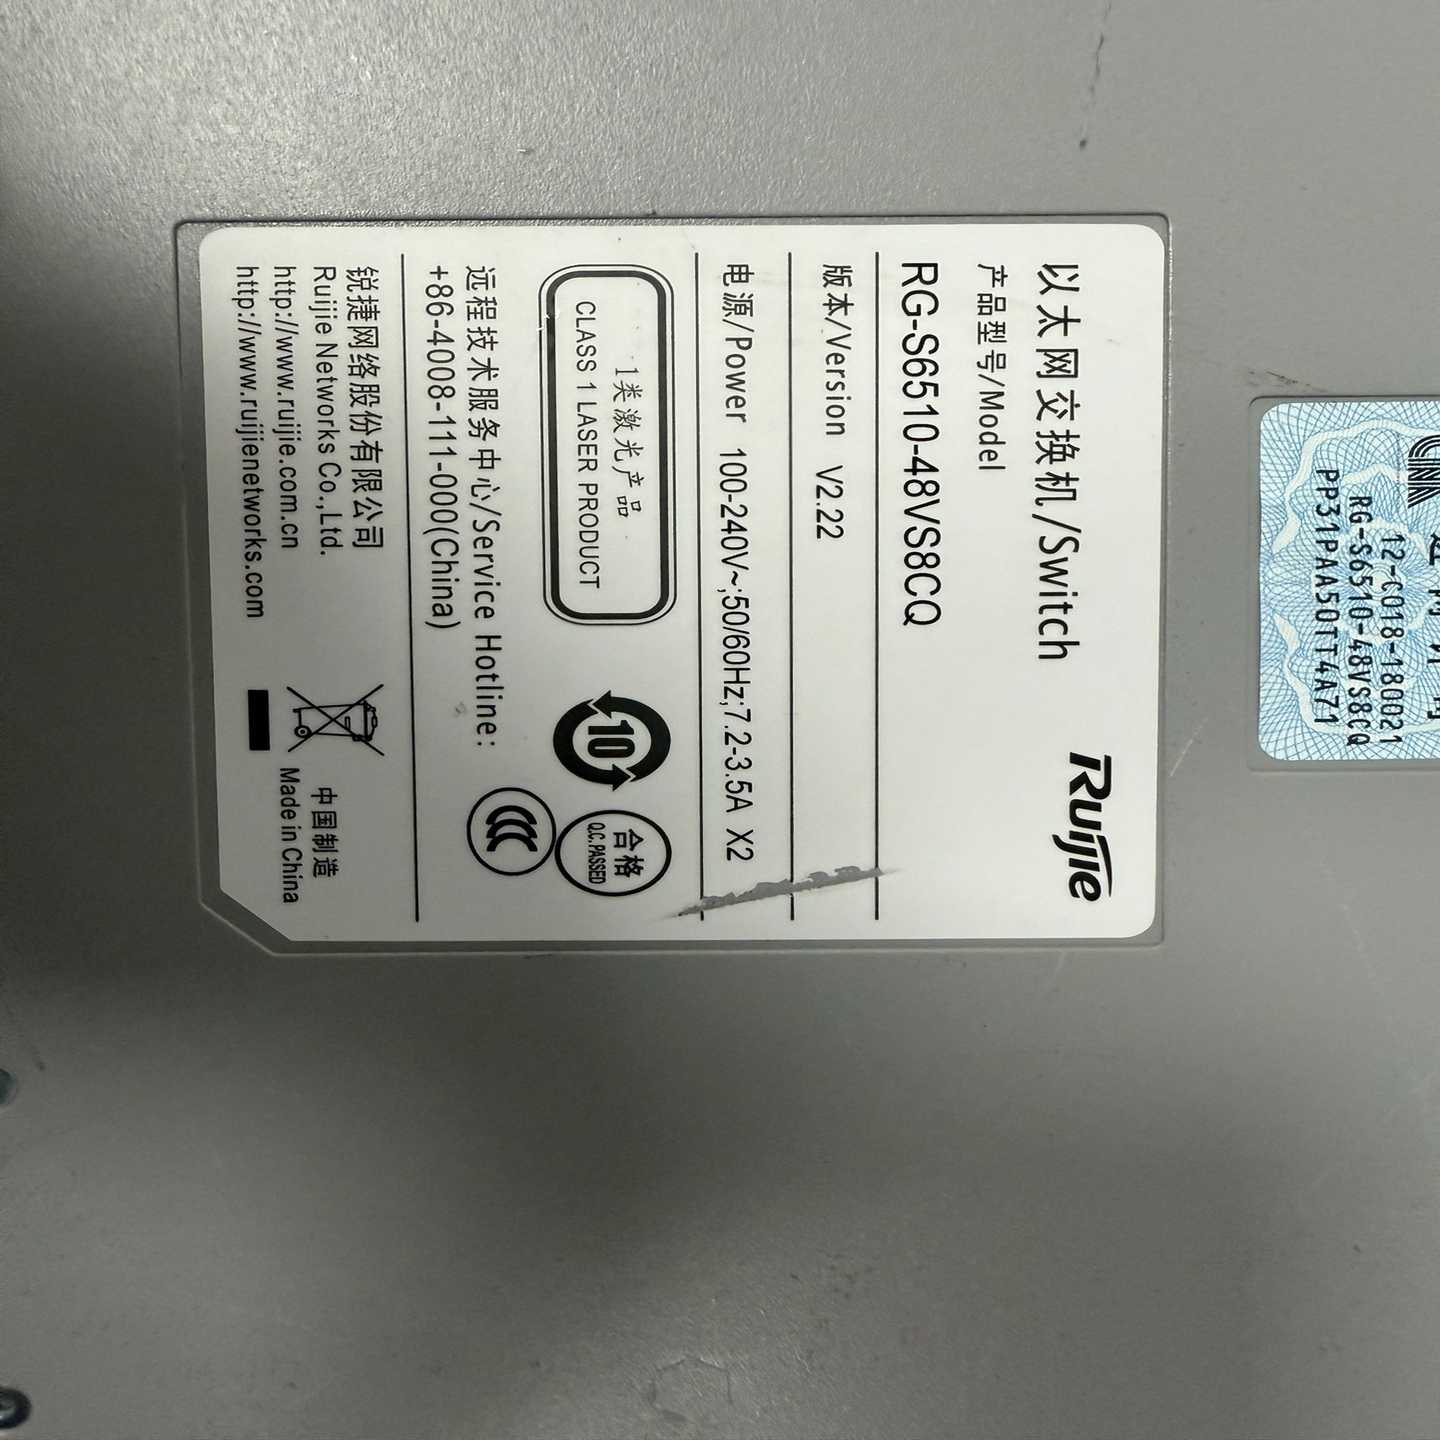 以太网交换机/Switch
Ruijie
产品型号/Model
RG-S6510-48VS8CQ
版本/Version V2.22
电源/Power 100-240V~;50/60Hz;7.2-3.5A X2
1类激光产品
CLASS 1 LASER PRODUCT
10
合格
Q.C.PASSED
远程技术服务中心/Service Hotline:
+86-4008-111-000(China)
锐捷网络股份有限公司
Ruijie Networks Co.,Ltd.
http://www.ruijie.com.cn
http://www.ruijienetworks.com
中国制造
Made in China
12-C018-180021
RG-S6510-48VS8CQ
PP31PAA50TT4A71